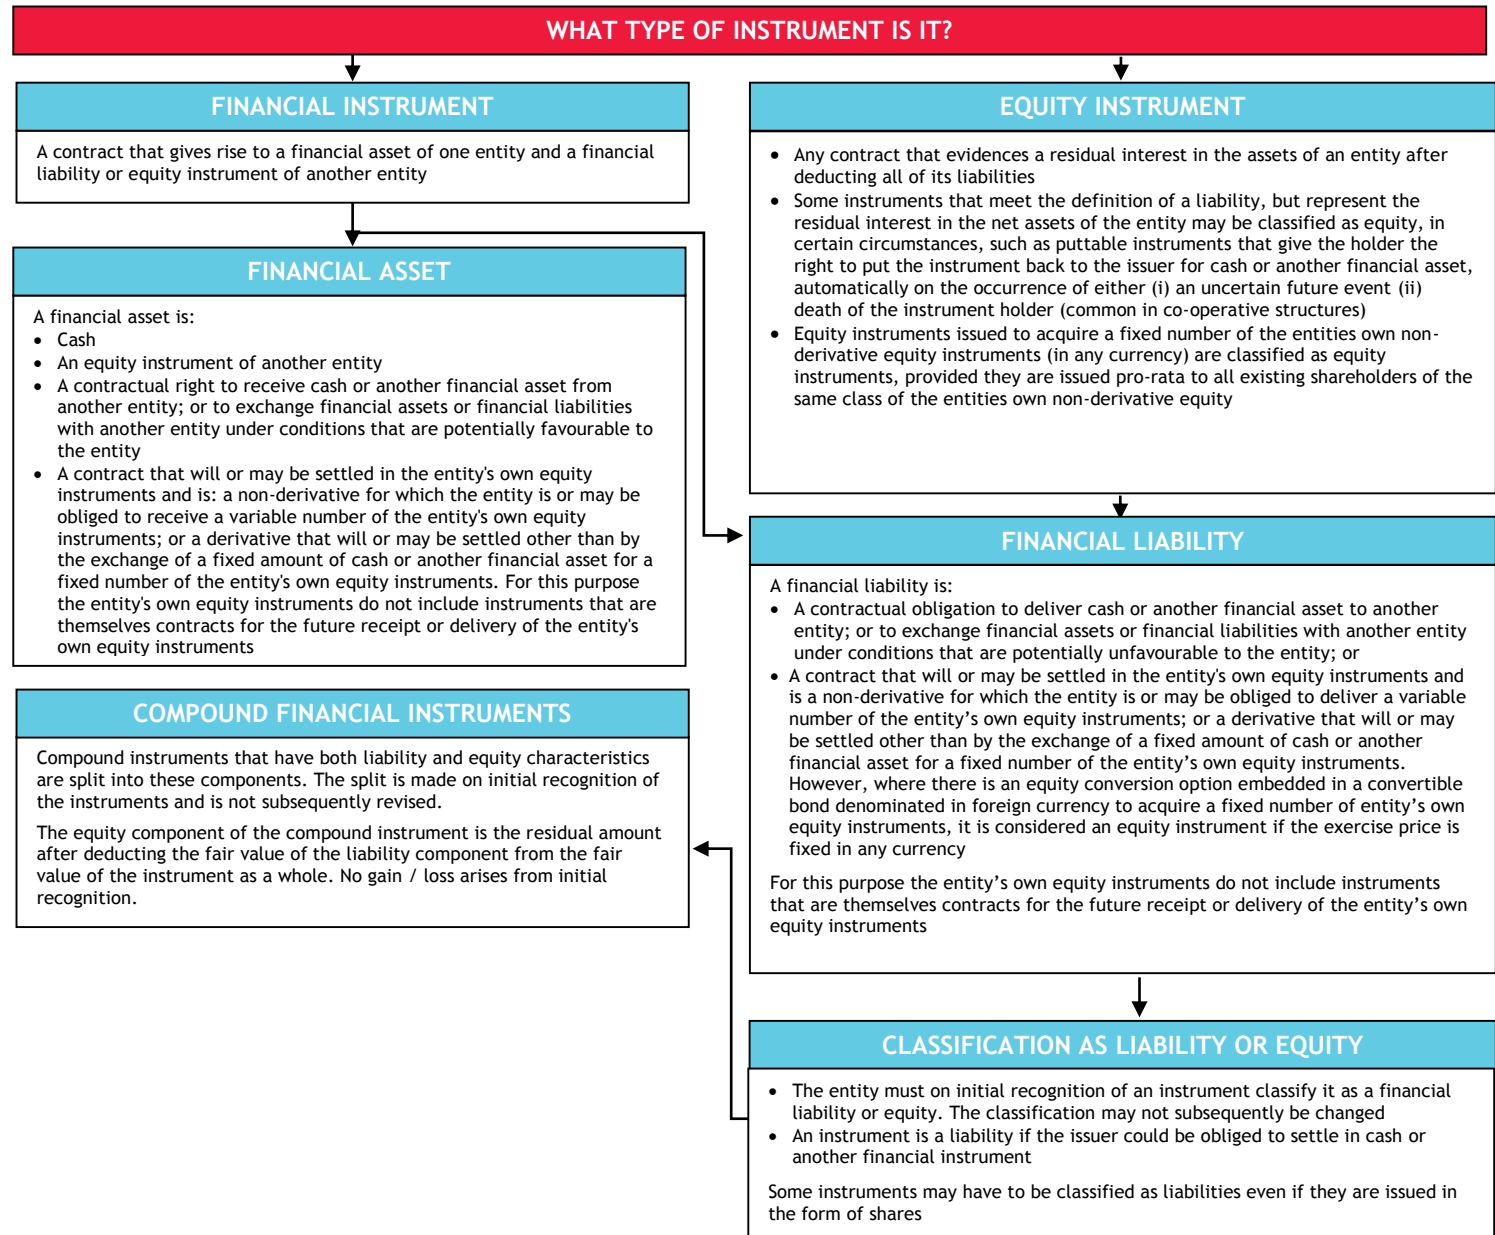 WHAT TYPE OF INSTRUMENT IS IT?
FINANCIAL INSTRUMENT
A contract that gives rise to a financial asset of one entity and a financial
liability or equity instrument of another entity
FINANCIAL ASSET
A financial asset is:
• Cash
• An equity instrument of another entity
• A contractual right to receive cash or another financial asset from
another entity; or to exchange financial assets or financial liabilities
with another entity under conditions that are potentially favourable to
the entity
• A contract that will or may be settled in the entity's own equity
instruments and is: a non-derivative for which the entity is or may be
obliged to receive a variable number of the entity's own equity
instruments; or a derivative that will or may be settled other than by
the exchange of a fixed amount of cash or another financial asset for a
fixed number of the entity's own equity instruments. For this purpose
the entity's own equity instruments do not include instruments that are
themselves contracts for the future receipt or delivery of the entity's
own equity instruments
COMPOUND FINANCIAL INSTRUMENTS
Compound instruments that have both liability and equity characteristics
are split into these components. The split is made on initial recognition of
the instruments and is not subsequently revised.
The equity component of the compound instrument is the residual amount
after deducting the fair value of the liability component from the fair
value of the instrument as a whole. No gain / loss arises from initial
recognition.
EQUITY INSTRUMENT
• Any contract that evidences a residual interest in the assets of an entity after
deducting all of its liabilities
• Some instruments that meet the definition of a liability, but represent the
residual interest in the net assets of the entity may be classified as equity, in
certain circumstances, such as puttable instruments that give the holder the
right to put the instrument back to the issuer for cash or another financial asset,
automatically on the occurrence of either (i) an uncertain future event (ii)
death of the instrument holder (common in co-operative structures)
• Equity instruments issued to acquire a fixed number of the entities own non-
derivative equity instruments (in any currency) are classified as equity
instruments, provided they are issued pro-rata to all existing shareholders of the
same class of the entities own non-derivative equity
FINANCIAL LIABILITY
A financial liability is:
• A contractual obligation to deliver cash or another financial asset to another
entity; or to exchange financial assets or financial liabilities with another entity
under conditions that are potentially unfavourable to the entity; or
• A contract that will or may be settled in the entity's own equity instruments and
is a non-derivative for which the entity is or may be obliged to deliver a variable
number of the entity’s own equity instruments; or a derivative that will or may
be settled other than by the exchange of a fixed amount of cash or another
financial asset for a fixed number of the entity’s own equity instruments.
However, where there is an equity conversion option embedded in a convertible
bond denominated in foreign currency to acquire a fixed number of entity’s own
equity instruments, it is considered an equity instrument if the exercise price is
fixed in any currency
For this purpose the entity’s own equity instruments do not include instruments
that are themselves contracts for the future receipt or delivery of the entity’s own
equity instruments
CLASSIFICATION AS LIABILITY OR EQUITY
• The entity must on initial recognition of an instrument classify it as a financial
liability or equity. The classification may not subsequently be changed
• An instrument is a liability if the issuer could be obliged to settle in cash or
another financial instrument
Some instruments may have to be classified as liabilities even if they are issued in
the form of shares